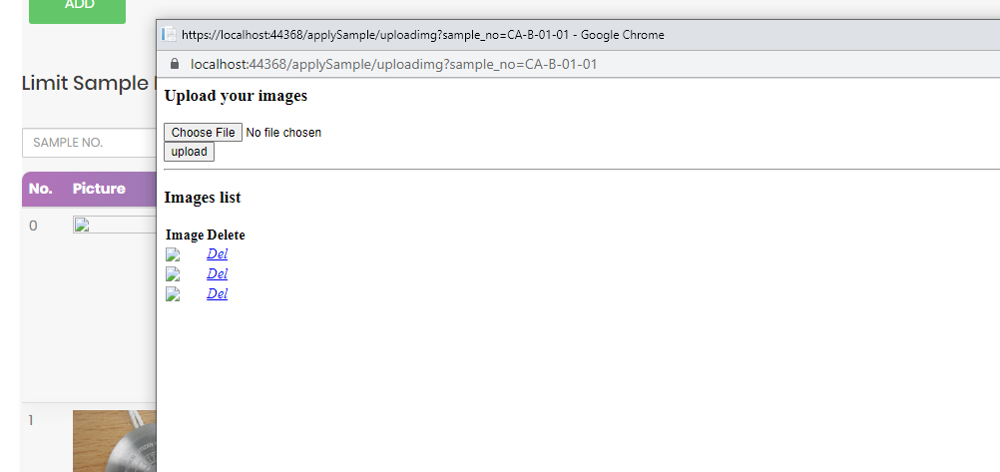 ADD
https://localhost:44368/applySample/uploadimg?sample_no=CA-B-01-01 - Google Chrome
localhost:44368/applySample/uploadimg?sample_no=CA-B-01-01
Limit Sample
Upload your images
Choose File No file chosen
SAMPLE NO.
upload
No. Picture
Images list
0
Image Delete
Del
Del
Del
1